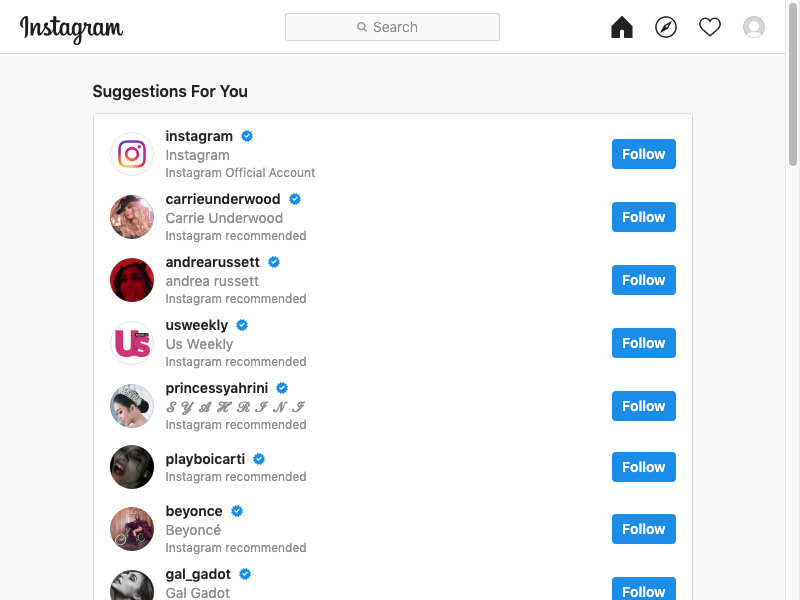 Instagram
Search
Suggestions For You
instagram
Instagram
Instagram Official Account
Follow
carrieunderwood
Carrie Underwood
Instagram recommended
Follow
andrearussett
andrea russett
Instagram recommended
Follow
Us
usweekly
Us Weekly
Instagram recommended
Follow
princessyahrini
𝒮 𝒴 𝒜 ℋ ℛ ℐ 𝒩 ℐ
Instagram recommended
Follow
playboicarti
Instagram recommended
Follow
beyonce
Beyoncé
Instagram recommended
Follow
gal_gadot
Gal Gadot
Follow